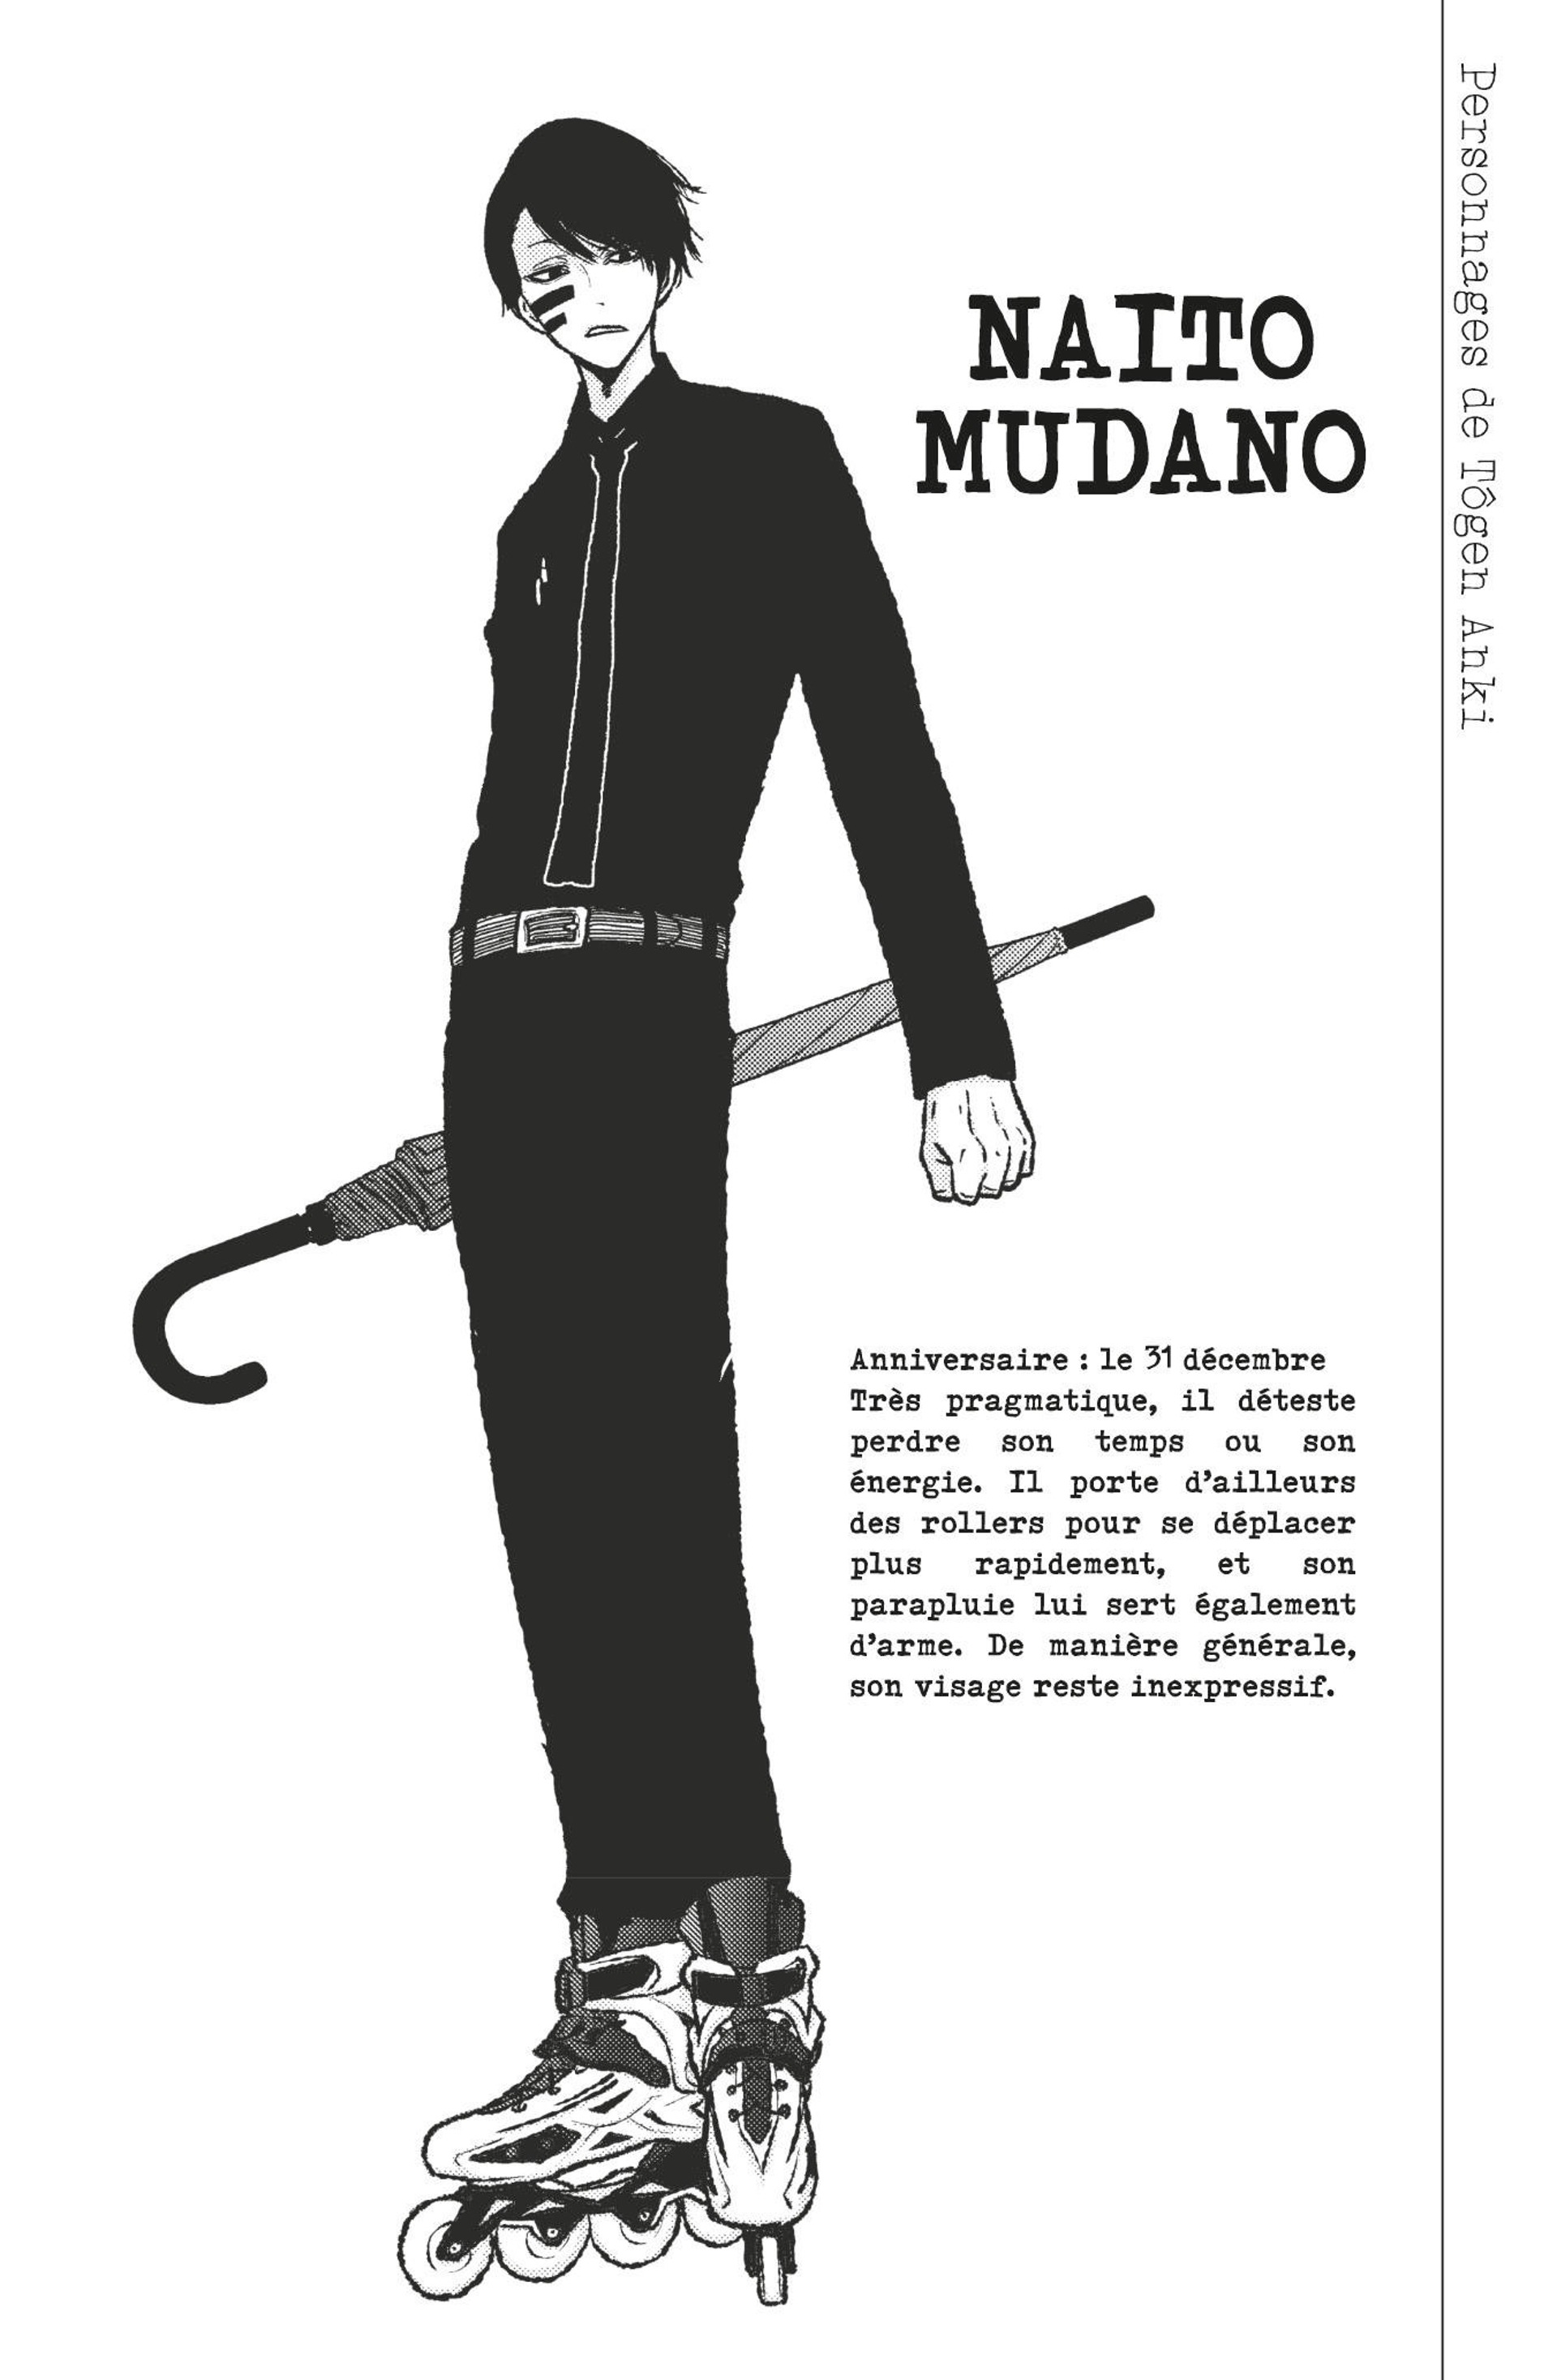 Personnages de Tôgen Anki
NAITO
MUDANO
Anniversaire : le 31 décembre
Très pragmatique, il déteste
perdre son temps ou son
énergie. Il porte d'ailleurs
des rollers pour se déplacer
plus rapidement, et son
parapluie lui sert également
d'arme. De manière générale,
son visage reste inexpressif.